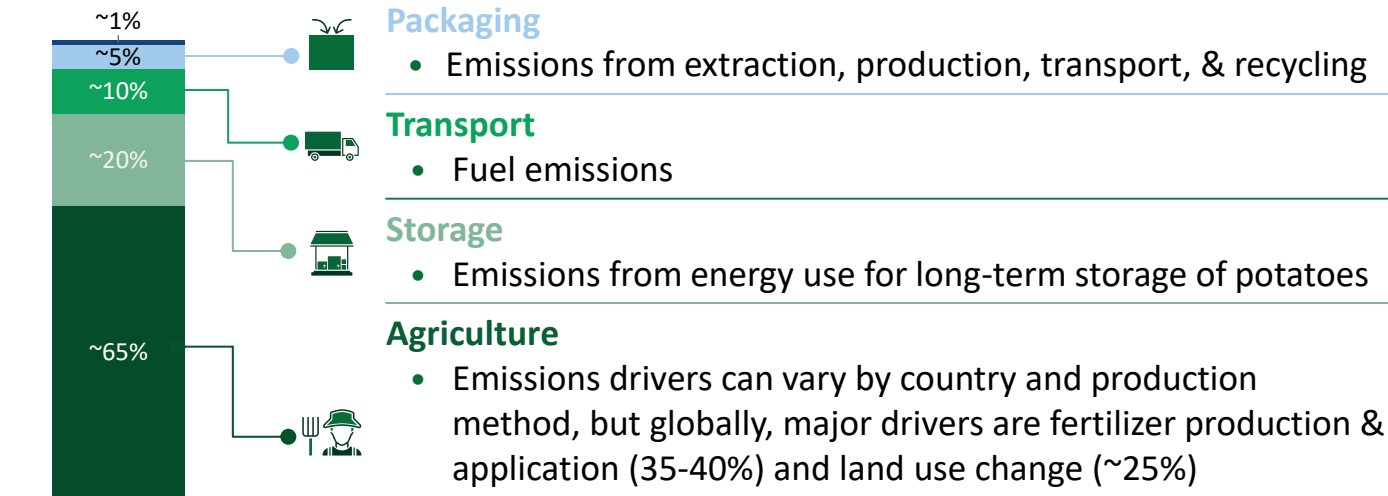 ~1%
~5%
~10%
~20%
~65%
Packaging
• Emissions from extraction, production, transport, & recycling
Transport
• Fuel emissions
Storage
• Emissions from energy use for long-term storage of potatoes
Agriculture
• Emissions drivers can vary by country and production
method, but globally, major drivers are fertilizer production &
application (35-40%) and land use change (~25%)